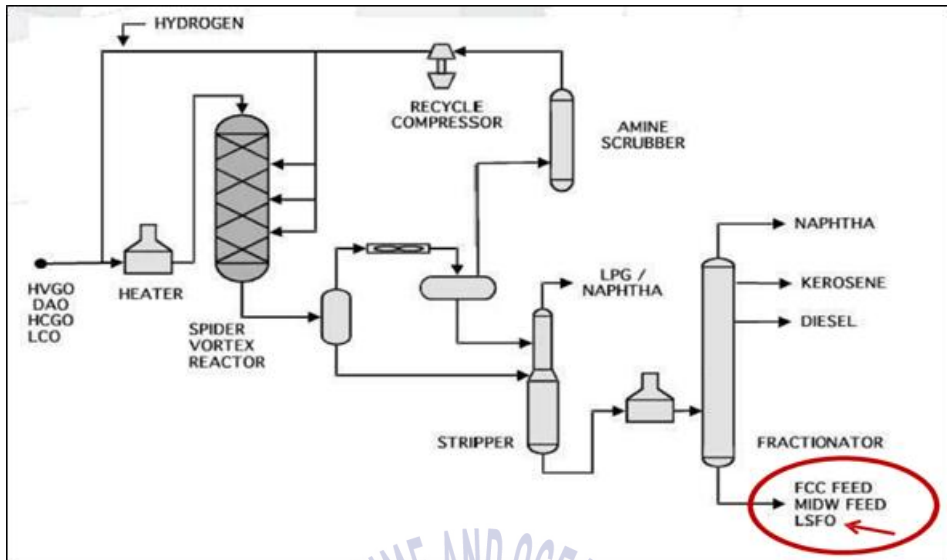 HYDROGEN
RECYCLE
COMPRESSOR
AMINE
SCRUBBER
NAPHTHA
KEROSENE
DIESEL
LPG /
NAPHTHA
HVGO
DAO
HCGO
LCO
HEATER
SPIDER
VORTEX
REACTOR
STRIPPER
FRACTIONATOR
FCC FEED
MIDW FEED
LSFO
AND